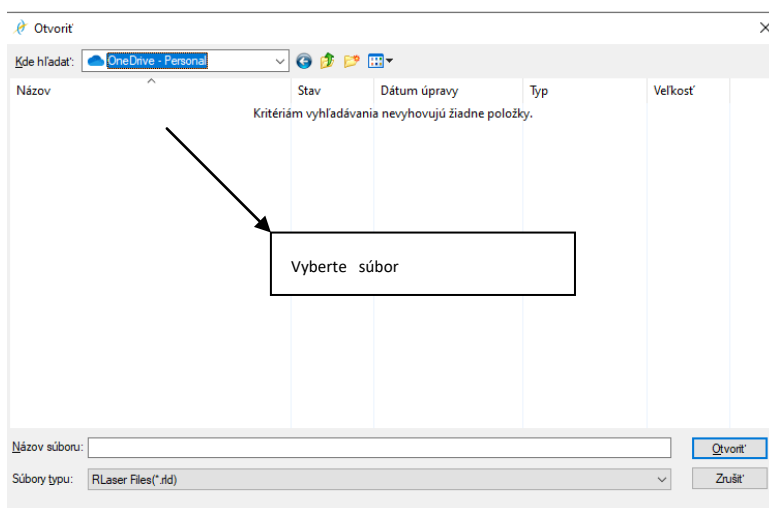 Otvoriť
Kde hľadať: OneDrive - Personal
Názov Stav Dátum úpravy Typ Veľkosť
Kritériám vyhľadávania nevyhovujú žiadne položky.
Vyberte súbor
Názov súboru: Otvoriť
Súbory typu: RLaser Files(*.rld) Zrušiť